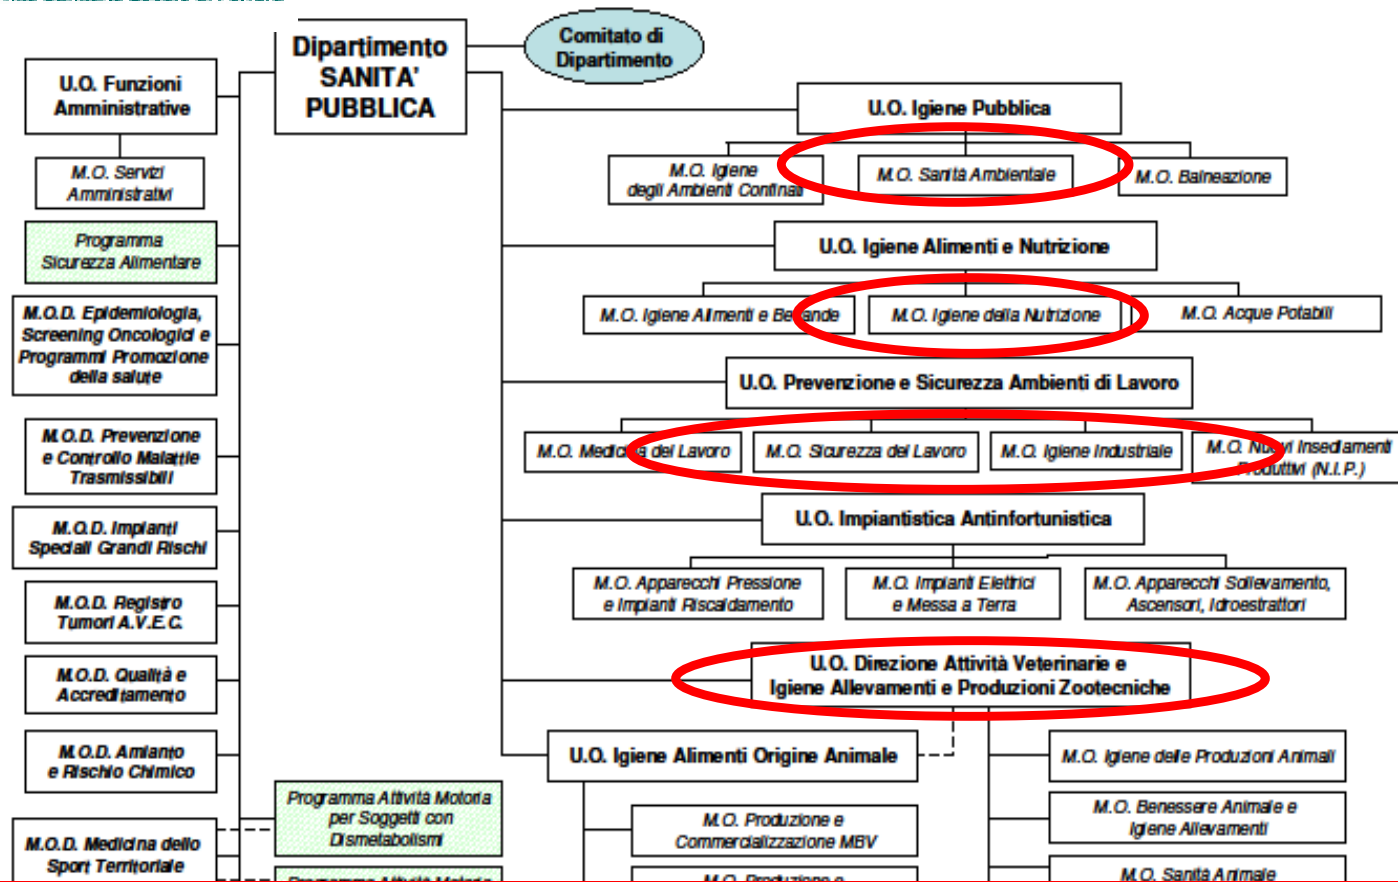 Dipartimento
SANITA'
PUBBLICA
Comitato di
Dipartimento
U.O. Funzioni
Amministrative
M.O. Servizi
Amministrativi
Programma
Sicurezza Alimentare
M.O.D. Epidemiologia,
Screening Oncologici e
Programmi Promozione
della salute
M.O.D. Prevenzione
e Controllo Malattie
Trasmissibili
M.O.D. Impianti
Speciali Grandi Rischi
M.O.D. Registro
Tumori A.V.E.C.
M.O.D. Qualità e
Accreditamento
M.O.D. Amianto
e Rischio Chimico
M.O.D. Medicina dello
Sport Territoriale
Programma Attività Motoria
per Soggetti con
Dismetabolismi
Programma Attività Motoria
U.O. Igiene Pubblica
M.O. Igiene
degli Ambienti Confinati
M.O. Sanità Ambientale
M.O. Balneazione
U.O. Igiene Alimenti e Nutrizione
M.O. Igiene Alimenti e Bevande
M.O. Igiene della Nutrizione
M.O. Acque Potabili
U.O. Prevenzione e Sicurezza Ambienti di Lavoro
M.O. Medicina del Lavoro
M.O. Sicurezza del Lavoro
M.O. Igiene Industriale
M.O. Nuovi Insediamenti
Produttivi (N.I.P.)
U.O. Impiantistica Antinfortunistica
M.O. Apparecchi Pressione
e Impianti Riscaldamento
M.O. Impianti Elettrici
e Messa a Terra
M.O. Apparecchi Sollevamento,
Ascensori, Idroestrattori
U.O. Direzione Attività Veterinarie e
Igiene Allevamenti e Produzioni Zootecniche
U.O. Igiene Alimenti Origine Animale
M.O. Produzione e
Commercializzazione MBV
M.O. Produzione e
M.O. Igiene delle Produzioni Animali
M.O. Benessere Animale e
Igiene Allevamenti
M.O. Sanità Animale